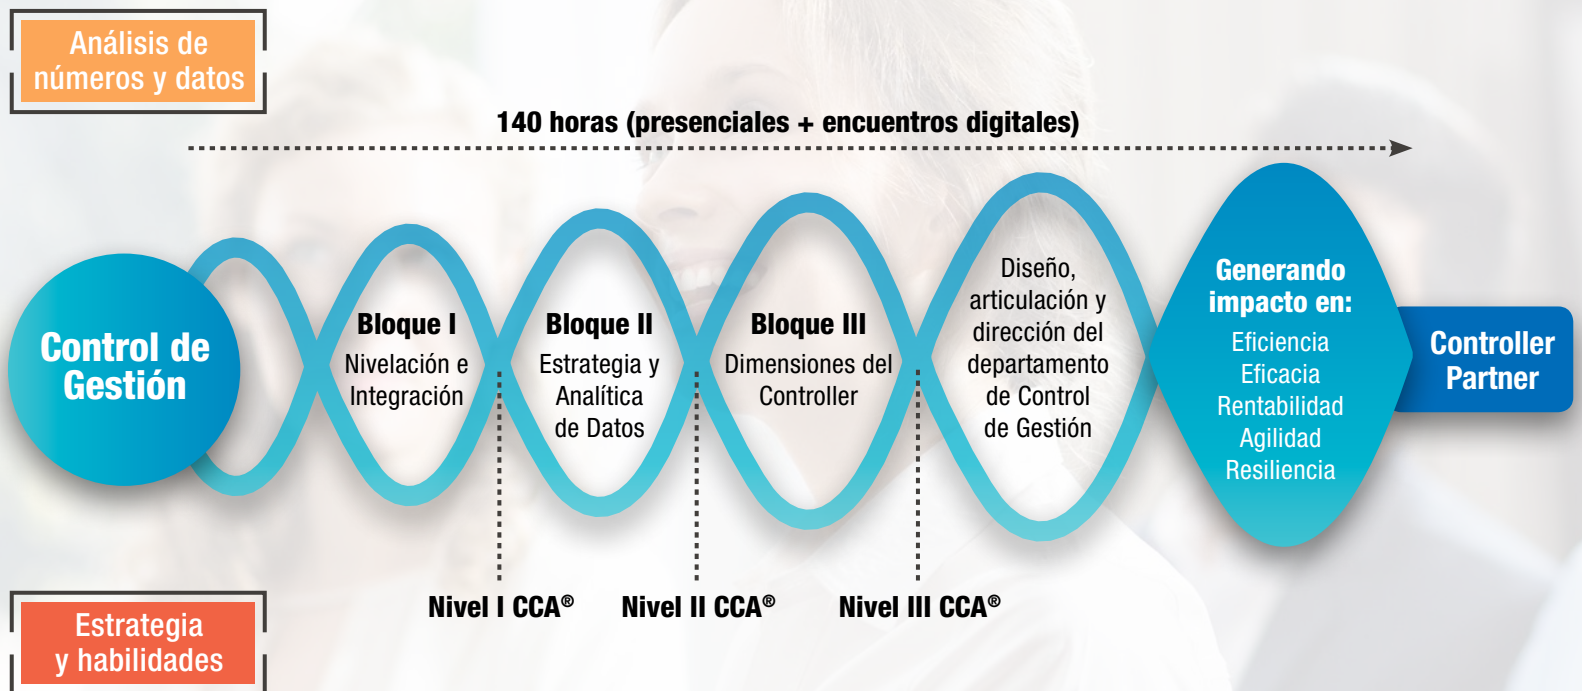 Análisis de
números y datos
140 horas (presenciales + encuentros digitales)
Control de
Gestión
Bloque I
Nivelación e
Integración
Bloque II
Estrategia y
Analítica
de Datos
Bloque III
Dimensiones del
Controller
Diseño,
articulación y
dirección del
departamento
de Control
de Gestión
Generando
impacto en:
Eficiencia
Eficacia
Rentabilidad
Agilidad
Resiliencia
Controller
Partner
Nivel I CCA®
Nivel II CCA®
Nivel III CCA®
Estrategia
y habilidades